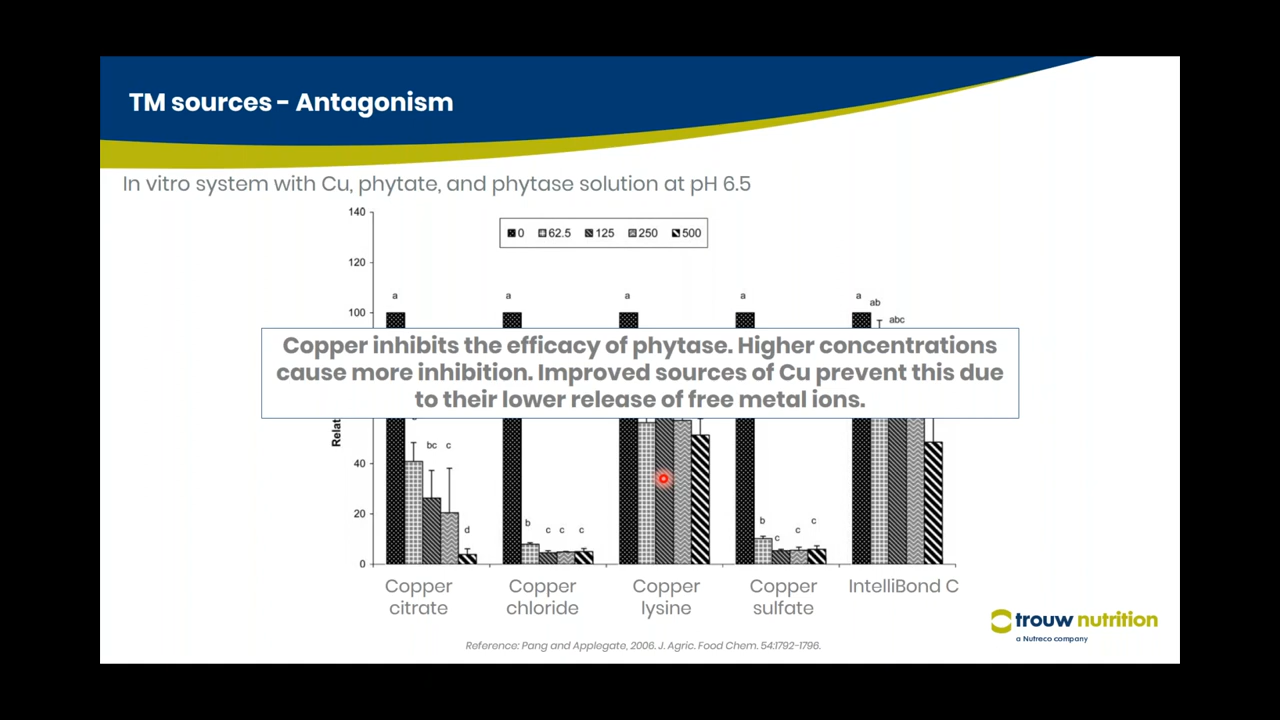 TM sources - Antagonism
In vitro system with Cu, phytate, and phytase solution at pH 6.5
140
0 62.5 125 250 500
120
a a a a a ab
abc
100
Copper inhibits the efficacy of phytase. Higher concentrations
cause more inhibition. Improved sources of Cu prevent this due
to their lower release of free metal ions.
bc c
40
d
20
b c c c
b c c c
0
Copper citrate
Copper chloride
Copper lysine
Copper sulfate
IntelliBond C
trouw nutrition
a Nutreco company
Reference: Pang and Applegate, 2006. J. Agric. Food Chem. 54:1792-1796.